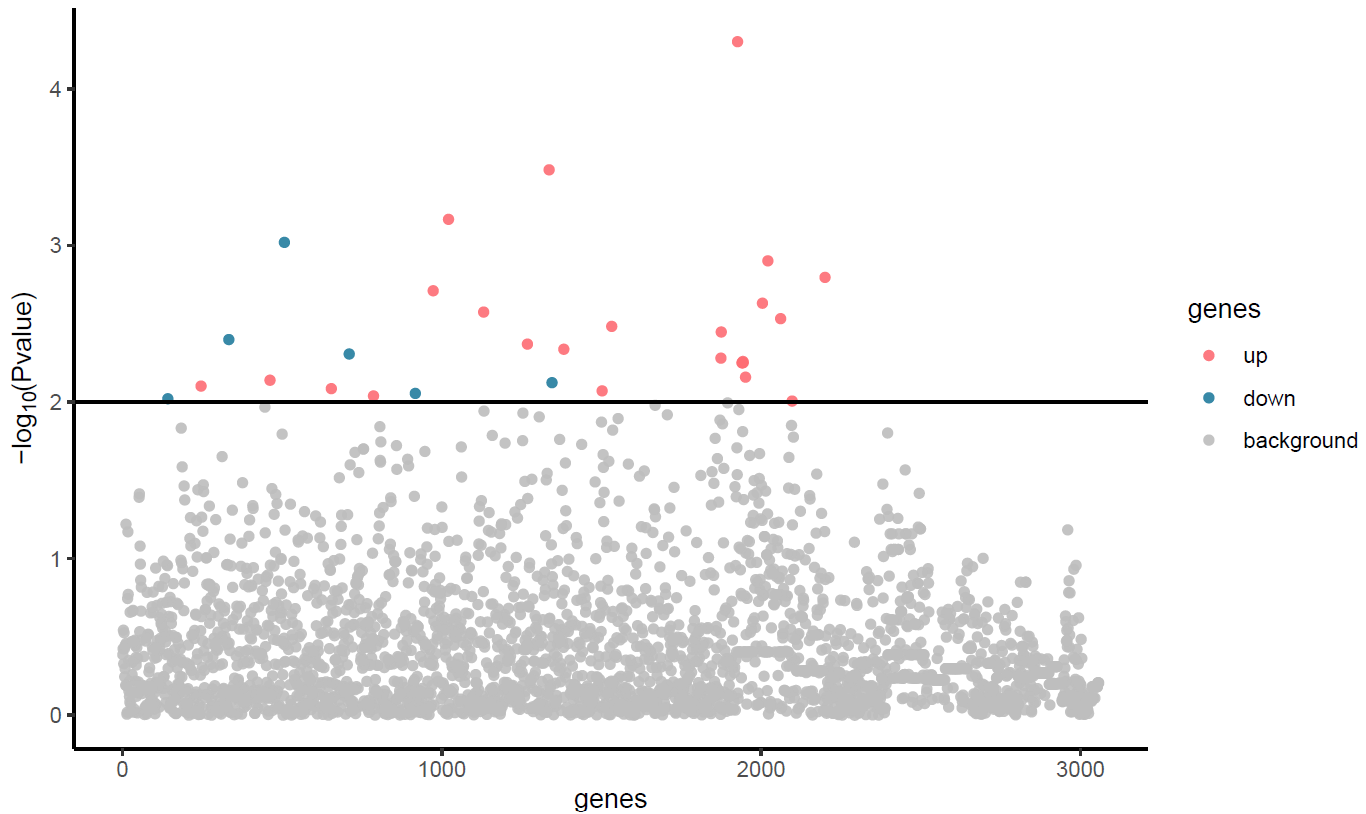 −log10(Pvalue)
4
3
2
1
0
0 1000 2000 3000
genes
genes
up
down
background